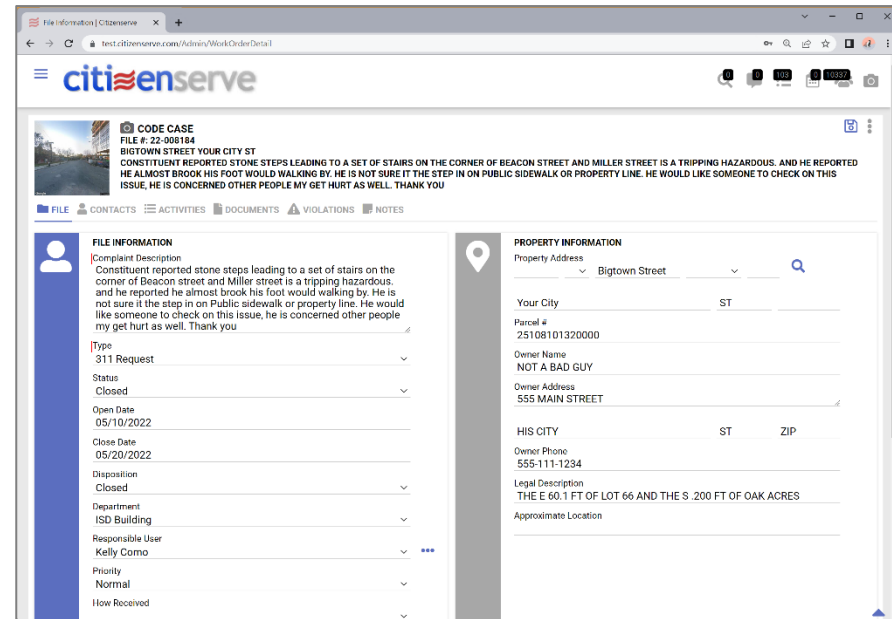 File Information | Citizenserve
test.citizenserve.com/Admin/WorkOrderDetail
citizenserve
0
0
103
0
10337
CODE CASE
FILE #: 22-008184
BIGTOWN STREET YOUR CITY ST
CONSTITUENT REPORTED STONE STEPS LEADING TO A SET OF STAIRS ON THE CORNER OF BEACON STREET AND MILLER STREET IS A TRIPPING HAZARDOUS. AND HE REPORTED
HE ALMOST BROOK HIS FOOT WOULD WALKING BY. HE IS NOT SURE IT THE STEP IN ON PUBLIC SIDEWALK OR PROPERTY LINE. HE WOULD LIKE SOMEONE TO CHECK ON THIS
ISSUE, HE IS CONCERNED OTHER PEOPLE MY GET HURT AS WELL. THANK YOU
FILE CONTACTS ACTIVITIES DOCUMENTS VIOLATIONS NOTES
FILE INFORMATION
Complaint Description
Constituent reported stone steps leading to a set of stairs on the
corner of Beacon street and Miller street is a tripping hazardous.
and he reported he almost brook his foot would walking by. He is
not sure it the step in on Public sidewalk or property line. He would
like someone to check on this issue, he is concerned other people
my get hurt as well. Thank you
Type
311 Request
Status
Closed
Open Date
05/10/2022
Close Date
05/20/2022
Disposition
Closed
Department
ISD Building
Responsible User
Kelly Como
Priority
Normal
How Received
PROPERTY INFORMATION
Property Address
Bigtown Street
Your City ST
Parcel #
25108101320000
Owner Name
NOT A BAD GUY
Owner Address
555 MAIN STREET
HIS CITY ST ZIP
Owner Phone
555-111-1234
Legal Description
THE E 60.1 FT OF LOT 66 AND THE S .200 FT OF OAK ACRES
Approximate Location